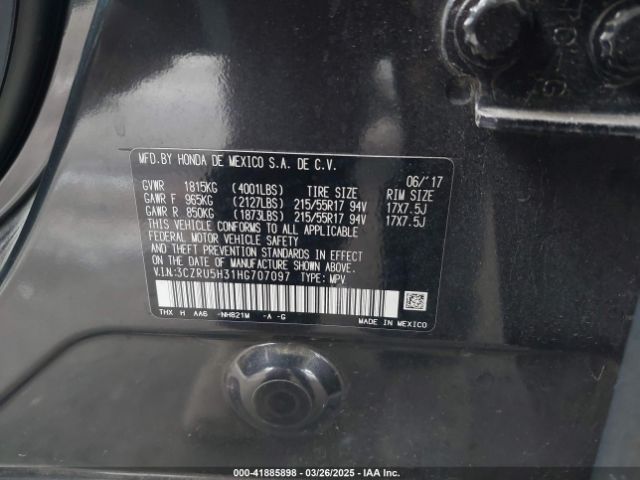 TO G
MFD.BY HONDA DE MEXICO S.A. DE C.V.
06/'17
GVWR 1815KG (4001LBS) TIRE SIZE RIM SIZE
GAWR F 965KG (2127LBS) 215/55R17 94V 17X7.5J
GAWR R 850KG (1873LBS) 215/55R17 94V 17X7.5J
THIS VEHICLE CONFORMS TO ALL APPLICABLE
FEDERAL MOTOR VEHICLE SAFETY
AND THEFT PREVENTION STANDARDS IN EFFECT
ON THE DATE OF MANUFACTURE SHOWN ABOVE.
V.I.N:3CZRU5H31HG707097 TYPE: MPV
THX H AA6 -NH821M -A -G
MADE IN MEXICO
000-41885898 - 03/26/2025 - IAA Inc.